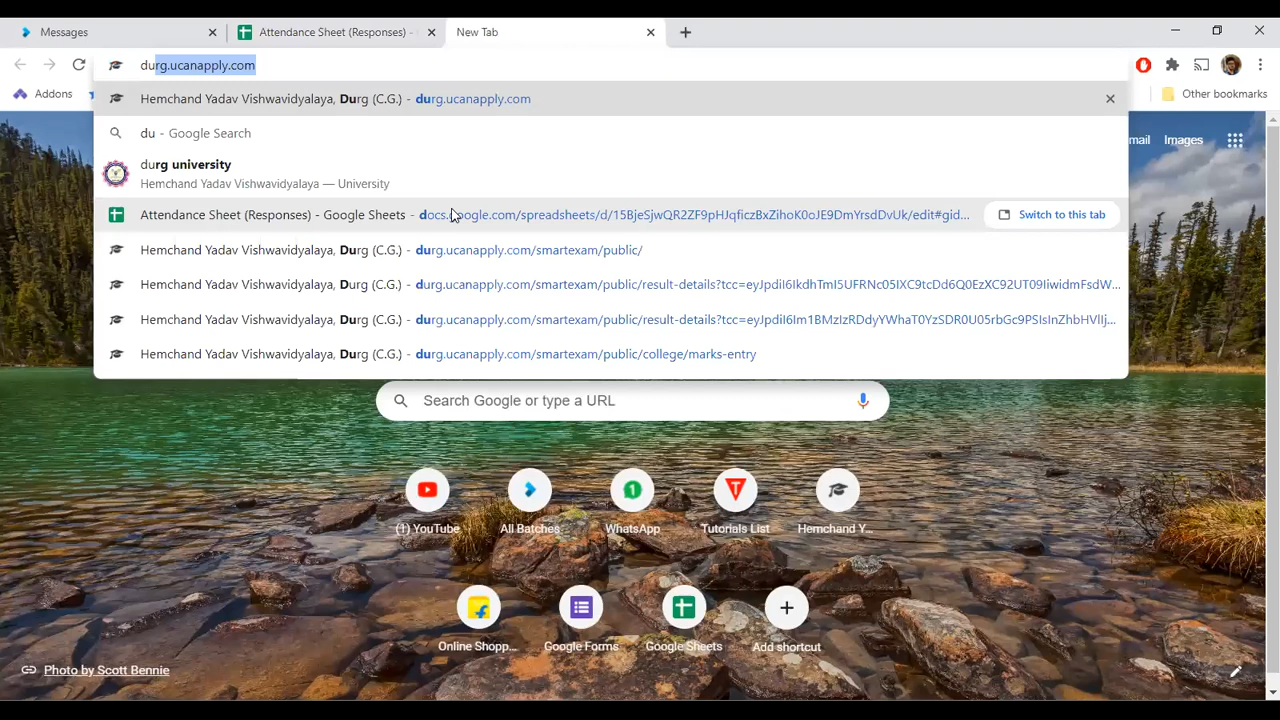 Messages
Attendance Sheet (Responses) -
New Tab
durg.ucanapply.com
Addons
Other bookmarks
Hemchand Yadav Vishwavidyalaya, Durg (C.G.) - durg.ucanapply.com
du - Google Search
durg university
Hemchand Yadav Vishwavidyalaya — University
Attendance Sheet (Responses) - Google Sheets - docs.google.com/spreadsheets/d/15BjeSjwQR2ZF9pHJqficzBxZihoK0oJE9DmYrsdDvUk/edit#gid...
Switch to this tab
Hemchand Yadav Vishwavidyalaya, Durg (C.G.) - durg.ucanapply.com/smartexam/public/
Hemchand Yadav Vishwavidyalaya, Durg (C.G.) - durg.ucanapply.com/smartexam/public/result-details?tcc=eyJpdiI6IkdhTmI5UFRNc05IXC9tcDd6Q0EzXC92UT09IiwidmFsdW...
Hemchand Yadav Vishwavidyalaya, Durg (C.G.) - durg.ucanapply.com/smartexam/public/result-details?tcc=eyJpdiI6Im1BMzIzRDdyYWhaT0YzSDR0U05rbGc9PSIsInZhbHVlIj...
Hemchand Yadav Vishwavidyalaya, Durg (C.G.) - durg.ucanapply.com/smartexam/public/college/marks-entry
mail
Images
Search Google or type a URL
(1) YouTube
All Batches
WhatsApp
Tutorials List
Hemchand Y...
Online Shopp...
Google Forms
Google Sheets
Add shortcut
Photo by Scott Bennie